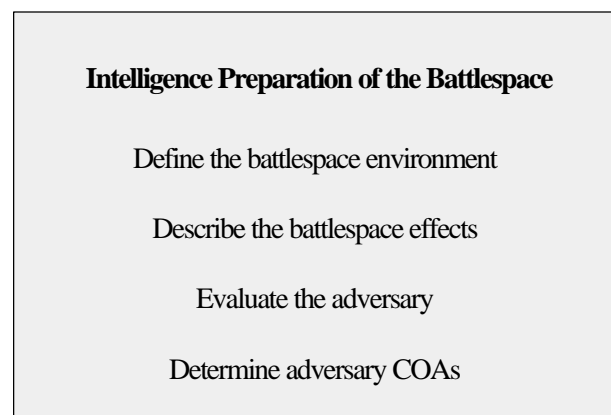 Intelligence Preparation of the Battlespace
Define the battlespace environment
Describe the battlespace effects
Evaluate the adversary
Determine adversary COAs